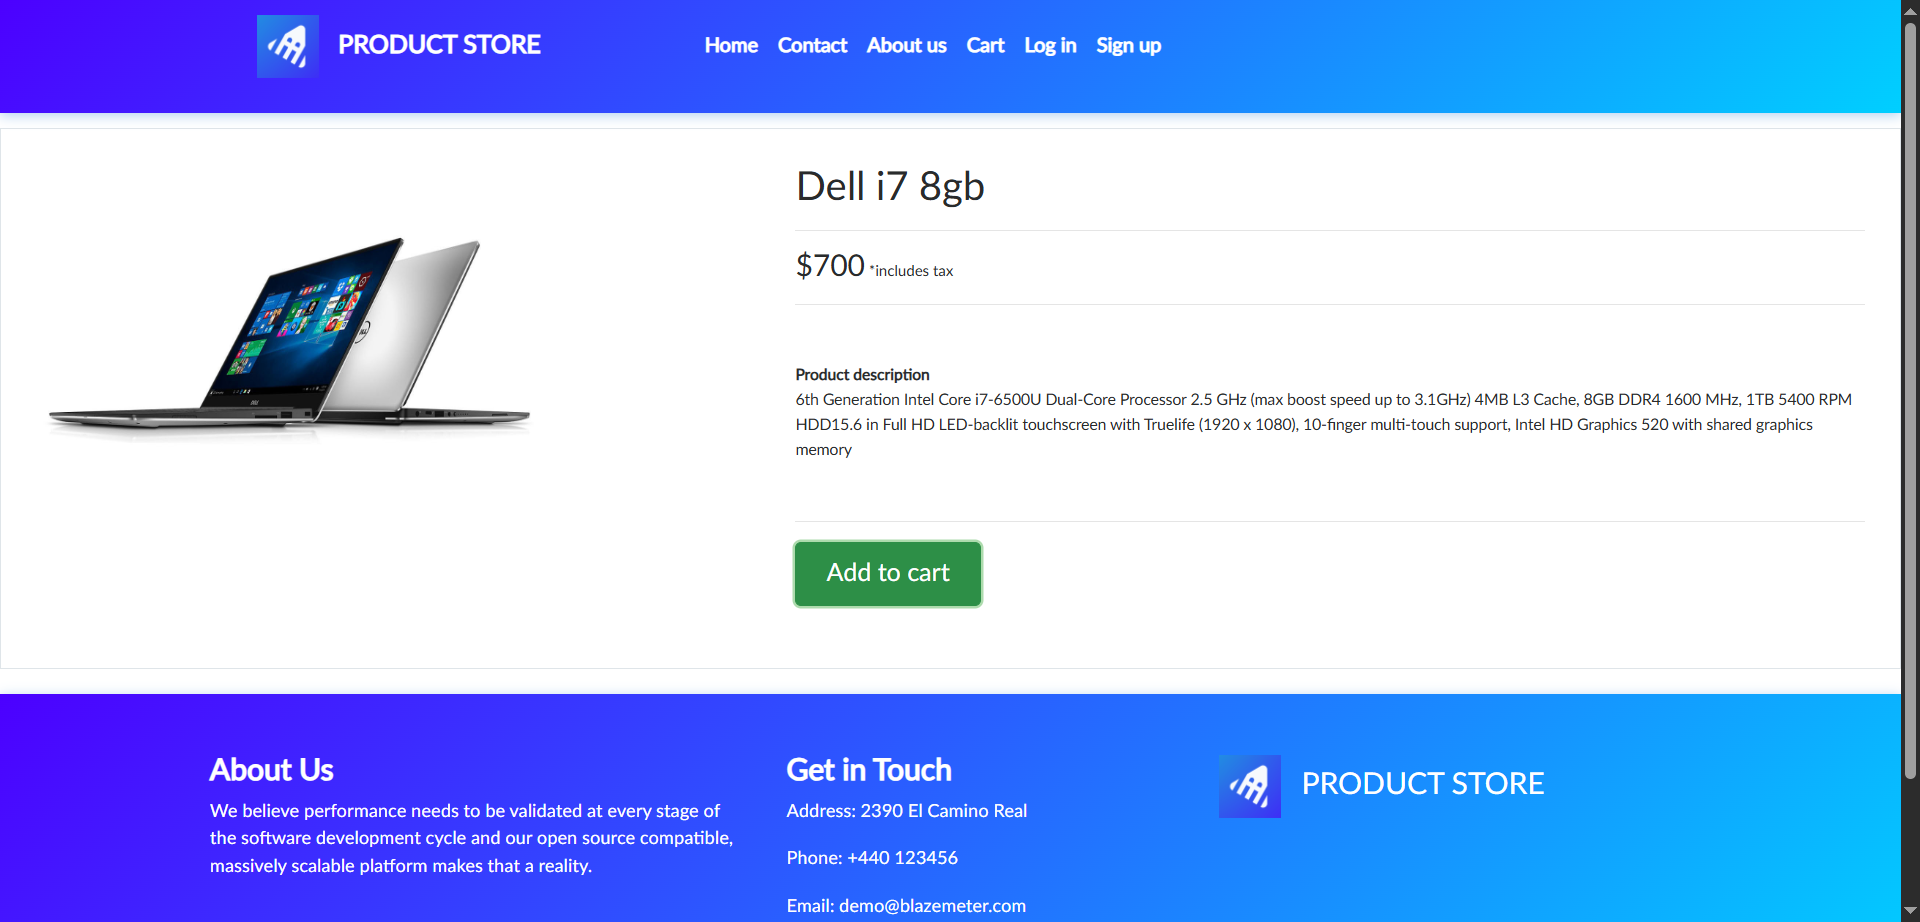 PRODUCT STORE
Home Contact About us Cart Log in Sign up
Dell i7 8gb
$700 *includes tax
Product description
6th Generation Intel Core i7-6500U Dual-Core Processor 2.5 GHz (max boost speed up to 3.1GHz) 4MB L3 Cache, 8GB DDR4 1600 MHz, 1TB 5400 RPM
HDD15.6 in Full HD LED-backlit touchscreen with Truelife (1920 x 1080), 10-finger multi-touch support, Intel HD Graphics 520 with shared graphics
memory
Add to cart
About Us
We believe performance needs to be validated at every stage of
the software development cycle and our open source compatible,
massively scalable platform makes that a reality.
Get in Touch
Address: 2390 El Camino Real
Phone: +440 123456
Email: demo@blazemeter.com
PRODUCT STORE